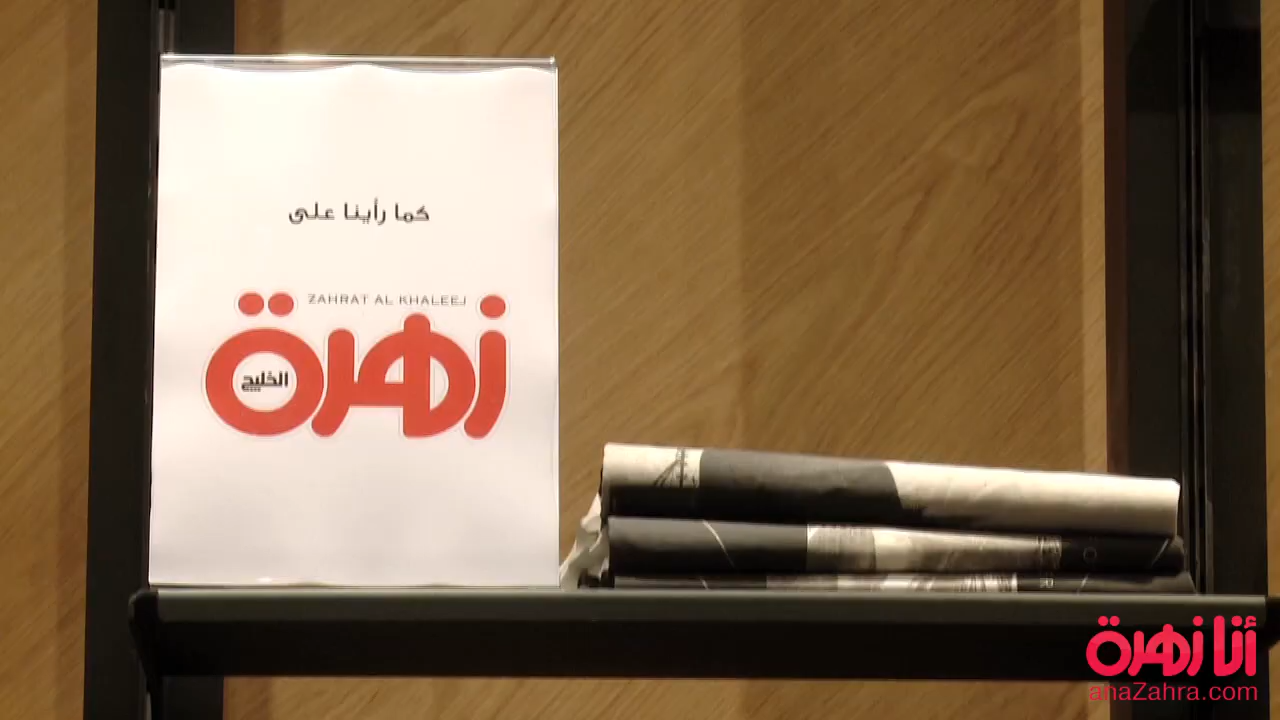 كما رأينا على
ZAHRAT AL KHALEEJ
زهرة
الخليج
أنا زهرة
anaZahra.com